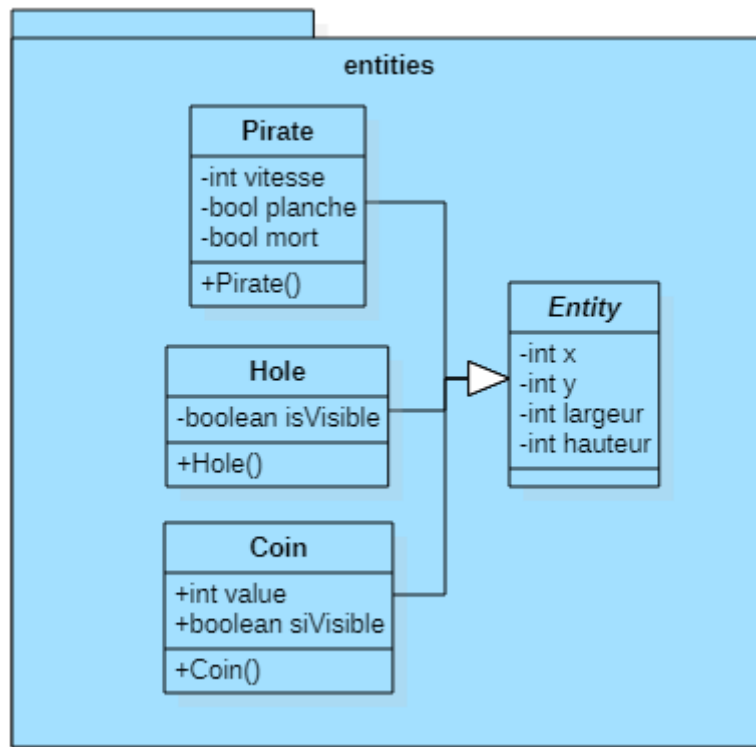 entities
Pirate
-int vitesse
-bool planche
-bool mort
+Pirate()
Hole
-boolean isVisible
+Hole()
Coin
+int value
+boolean siVisible
+Coin()
Entity
-int x
-int y
-int largeur
-int hauteur